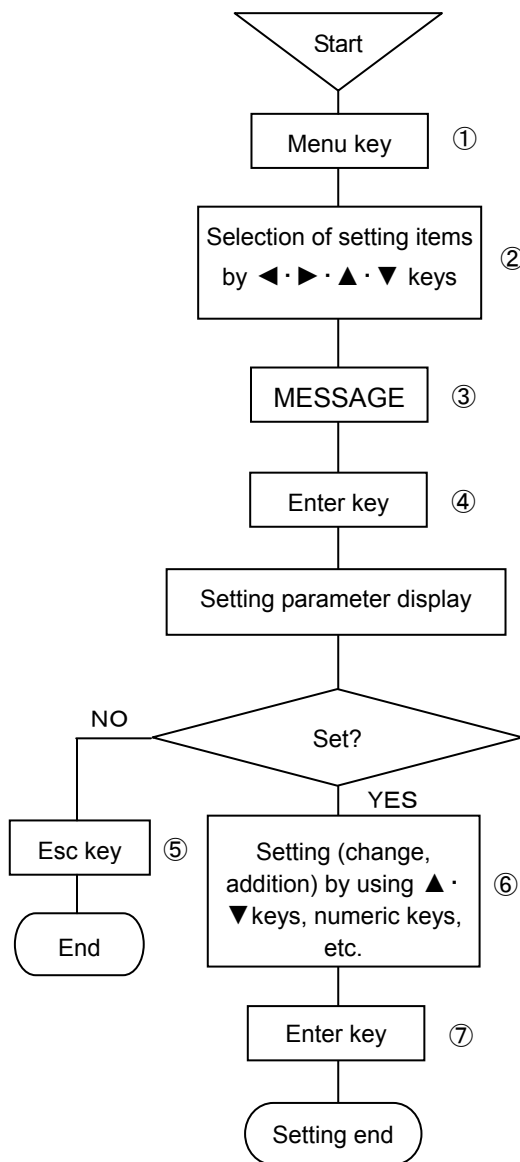 Start
Menu key ①
Selection of setting items
by ◄・►・▲・▼ keys ②
MESSAGE ③
Enter key ④
Setting parameter display
Set?
NO
YES
Esc key ⑤
End
Setting (change,
addition) by using ▲・
▼keys, numeric keys,
etc. ⑥
Enter key ⑦
Setting end